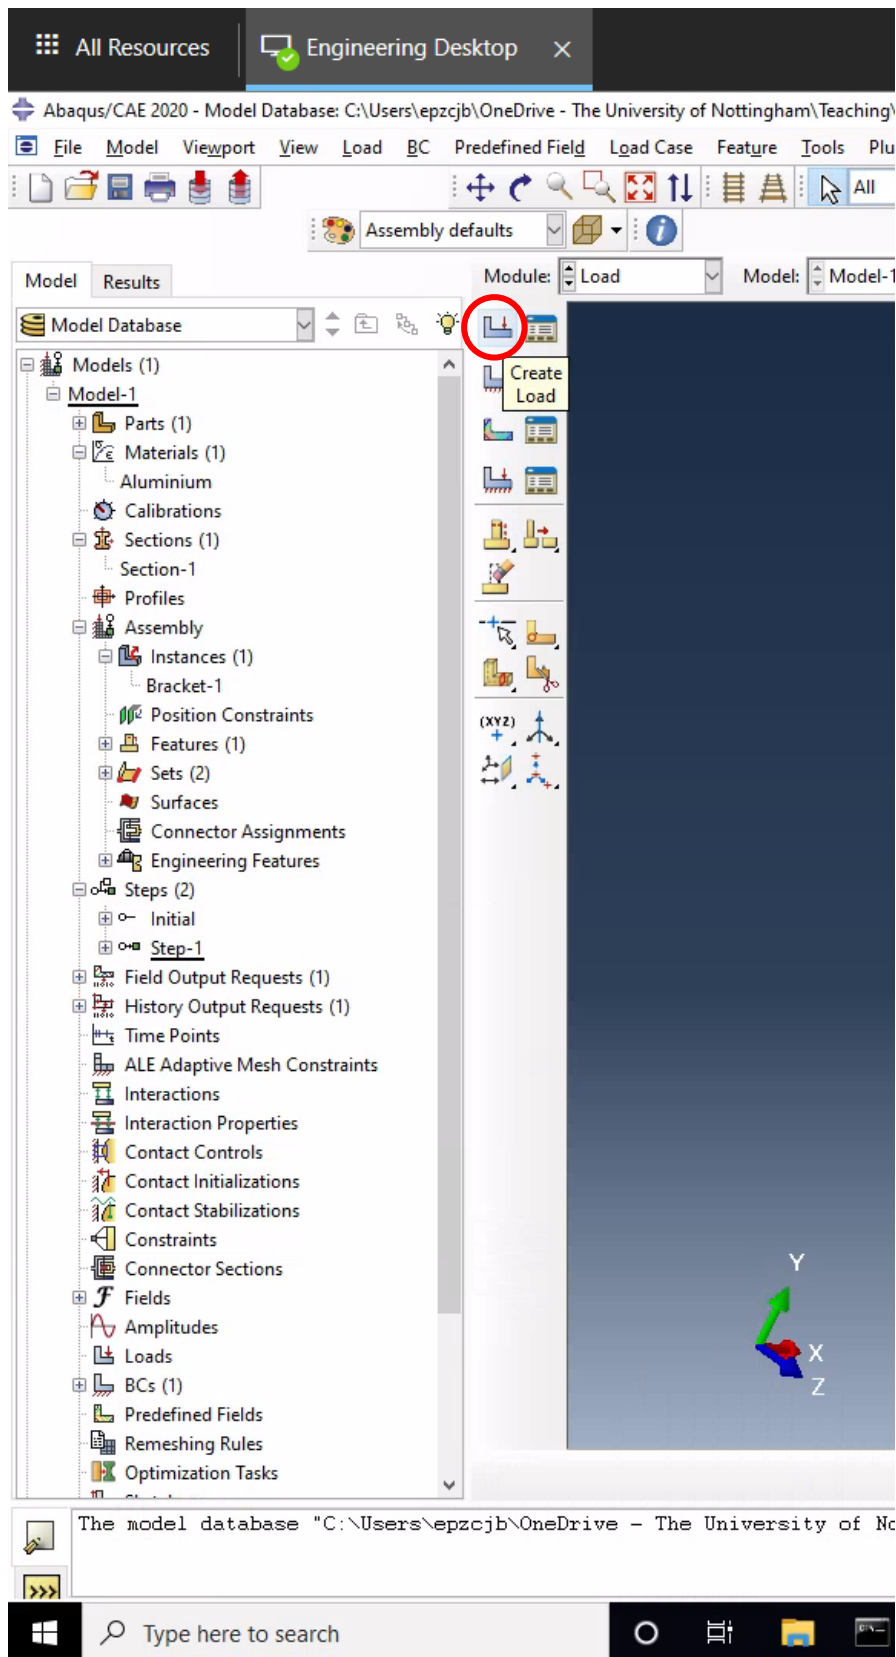 All Resources
Engineering Desktop
Abaqus/CAE 2020 - Model Database: C:\Users\epzcjb\OneDrive - The University of Nottingham\Teaching\
File Model Viewport View Load BC Predefined Field Load Case Feature Tools Plu
All
Assembly defaults
Model Results
Module: Load Model: Model-1
Model Database
Create
Load
Models (1)
Model-1
Parts (1)
Materials (1)
Aluminium
Calibrations
Sections (1)
Section-1
Profiles
Assembly
Instances (1)
Bracket-1
Position Constraints
Features (1)
Sets (2)
Surfaces
Connector Assignments
Engineering Features
Steps (2)
Initial
Step-1
Field Output Requests (1)
History Output Requests (1)
Time Points
ALE Adaptive Mesh Constraints
Interactions
Interaction Properties
Contact Controls
Contact Initializations
Contact Stabilizations
Constraints
Connector Sections
Fields
Amplitudes
Loads
BCs (1)
Predefined Fields
Remeshing Rules
Optimization Tasks
(XYZ)
Y
X
Z
The model database "C:\Users\epzcjb\OneDrive - The University of No
>>>
Type here to search